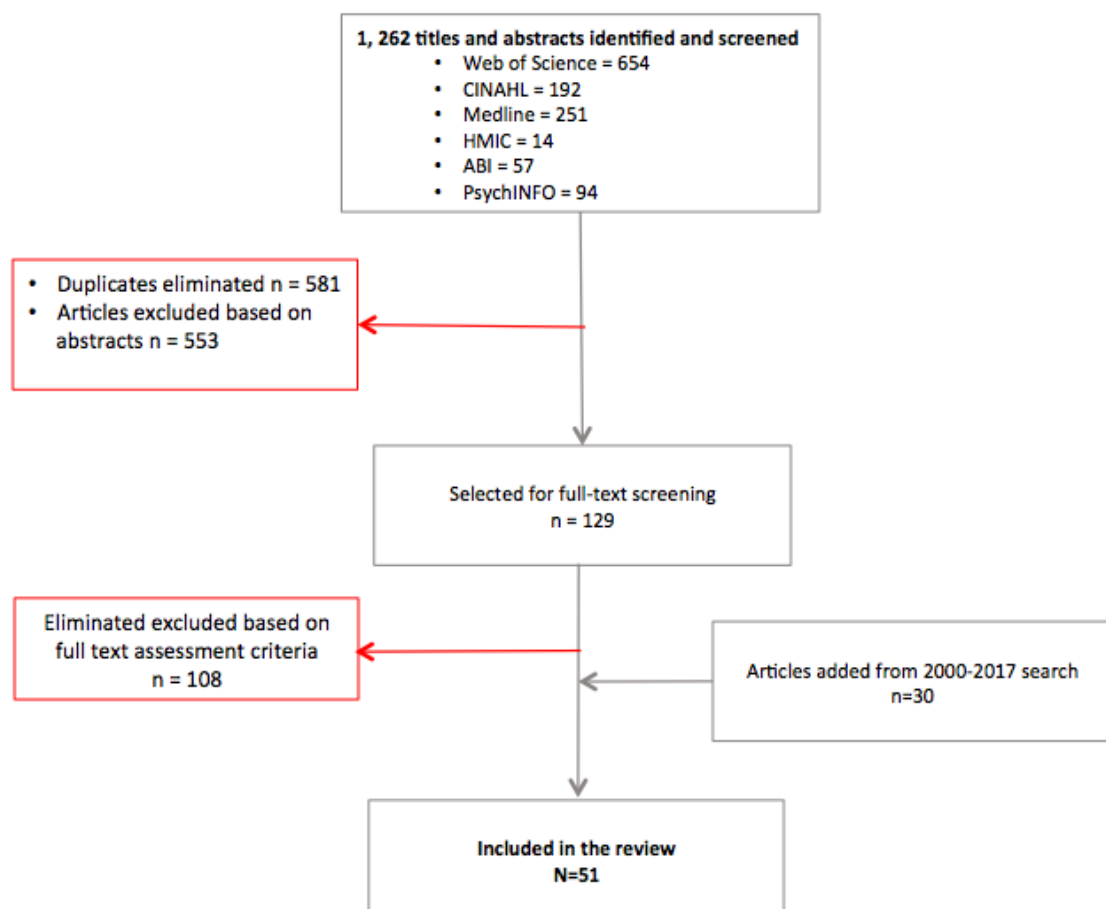 1, 262 titles and abstracts identified and screened
• Web of Science = 654
• CINAHL = 192
• Medline = 251
• HMIC = 14
• ABI = 57
• PsychINFO = 94
• Duplicates eliminated n = 581
• Articles excluded based on
abstracts n = 553
Selected for full-text screening
n = 129
Eliminated excluded based on
full text assessment criteria
n = 108
Articles added from 2000-2017 search
n=30
Included in the review
N=51